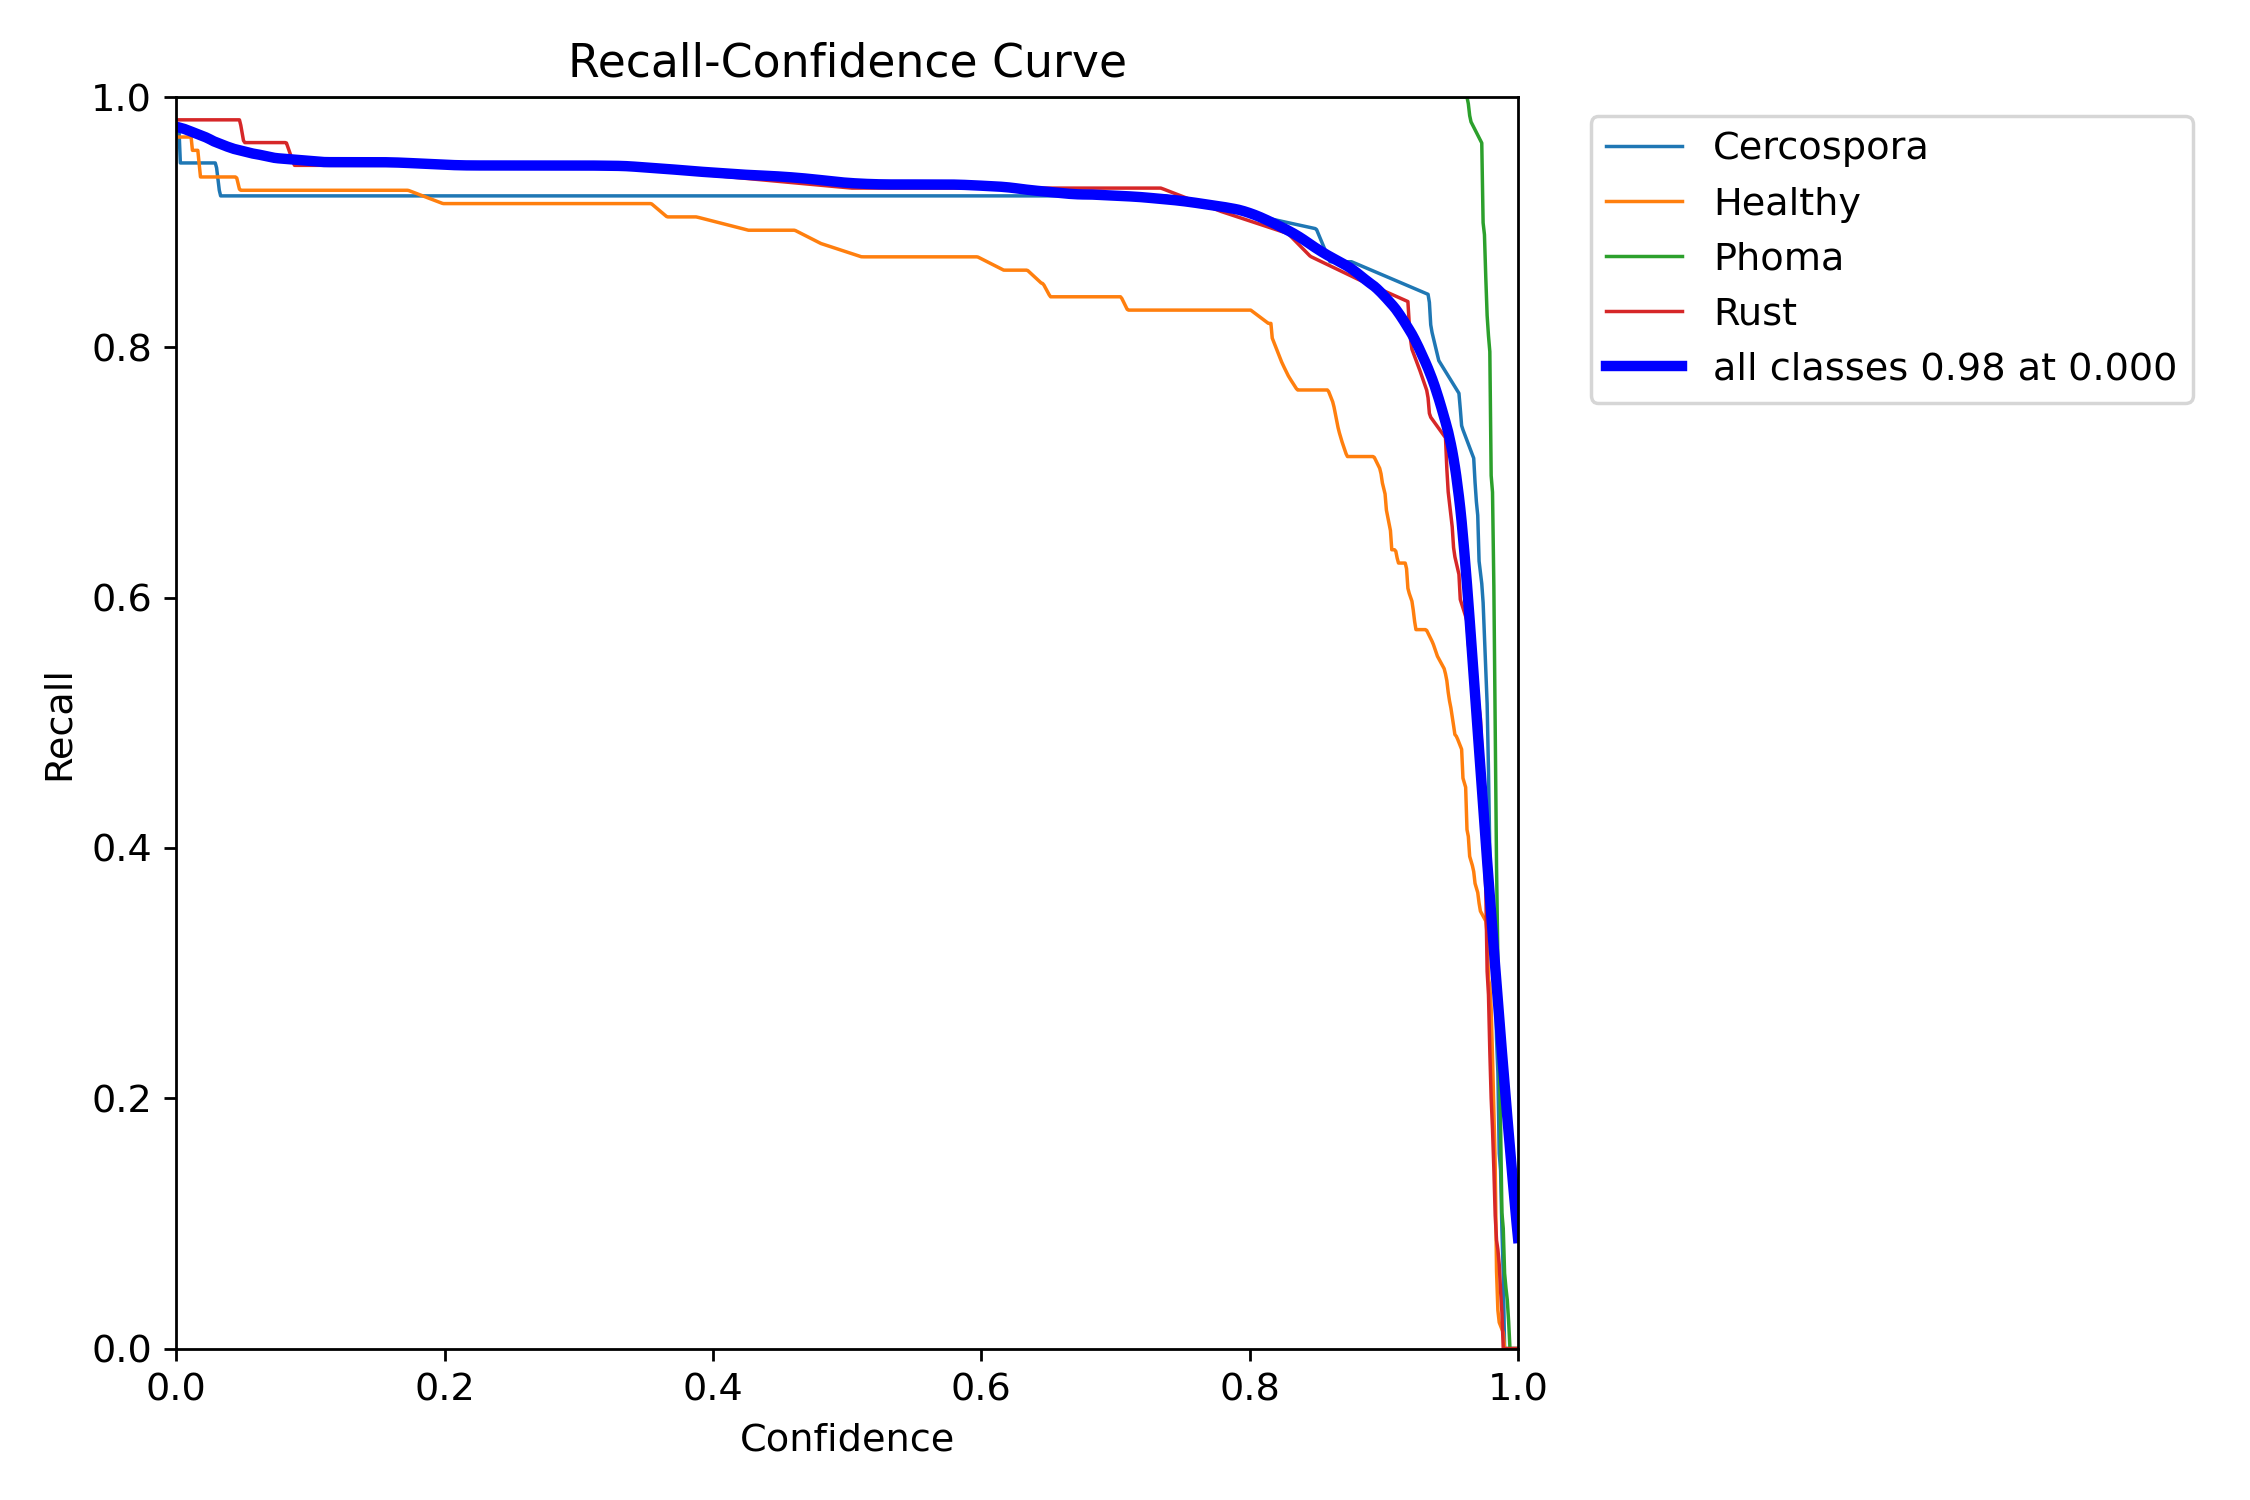 Recall-Confidence Curve
1.0
0.8
0.6
0.4
0.2
0.0
Recall
0.0 0.2 0.4 0.6 0.8 1.0
Confidence
Cercospora
Healthy
Phoma
Rust
all classes 0.98 at 0.000